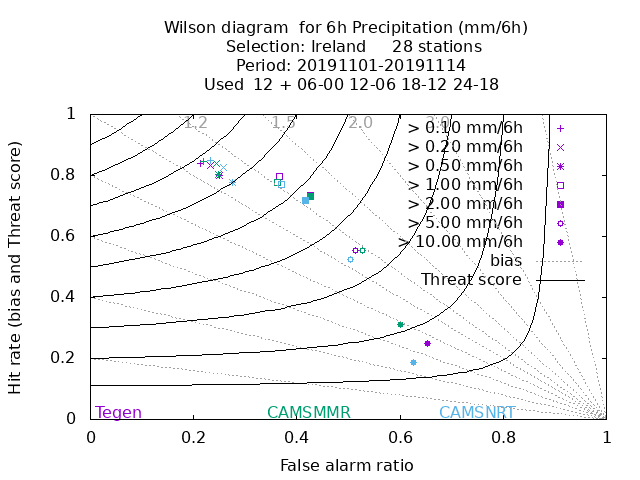 Wilson diagram  for 6h Precipitation (mm/6h)
Selection: Ireland     28 stations
Period: 20191101-20191114
Used  12 + 06-00 12-06 18-12 24-18
Hit rate (bias and Threat score)
1
0.8
0.6
0.4
0.2
0
1.2 1.5 2.0 3.0
> 0.10 mm/6h
> 0.20 mm/6h
> 0.50 mm/6h
> 1.00 mm/6h
> 2.00 mm/6h
> 5.00 mm/6h
> 10.00 mm/6h
bias
Threat score
Tegen CAMSMMR CAMSNRT
0 0.2 0.4 0.6 0.8 1
False alarm ratio